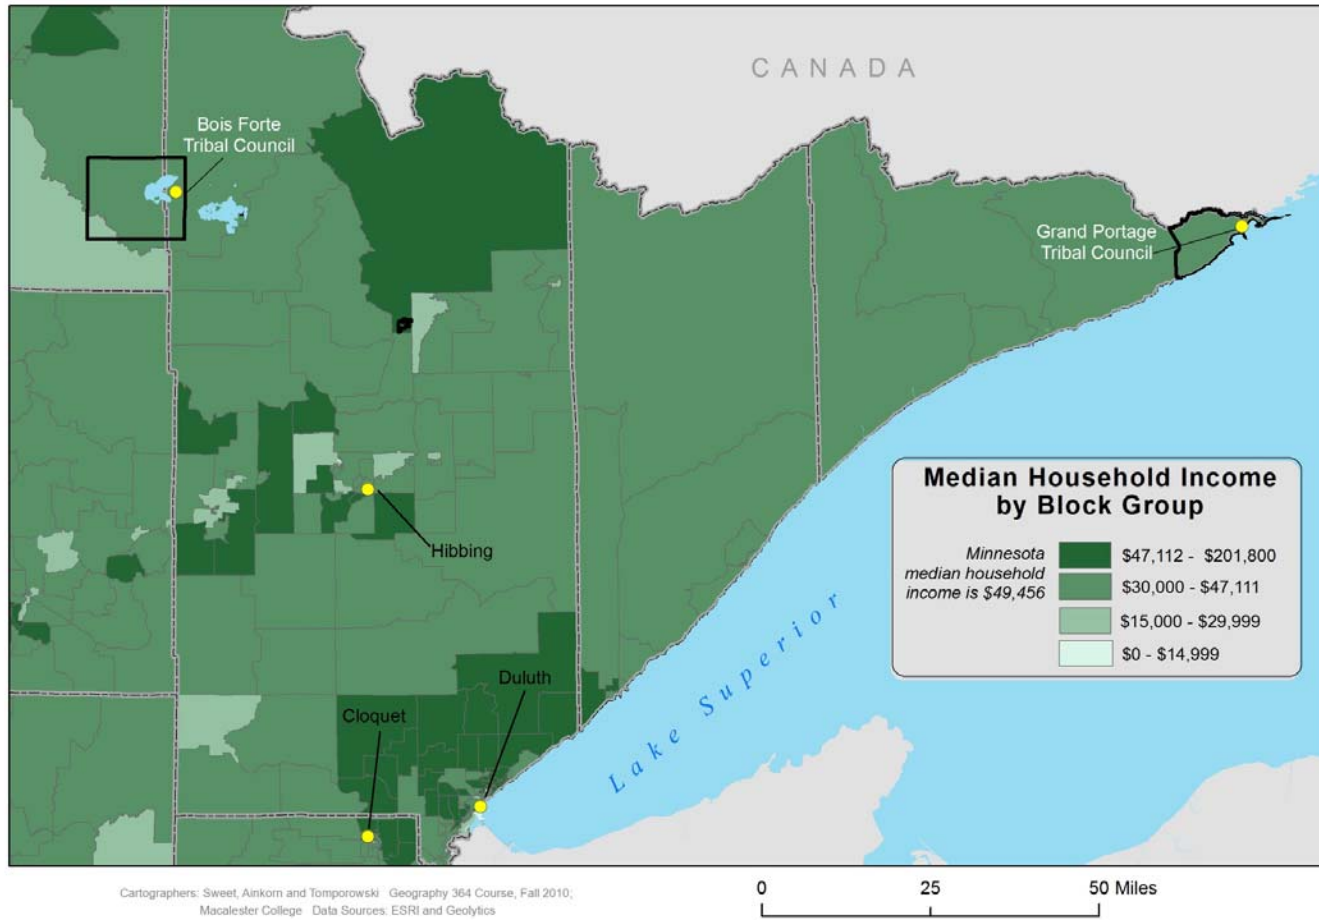 CANADA
Bois Forte
Tribal Council
Grand Portage
Tribal Council
Median Household Income
by Block Group
Minnesota
median household
income is $49,456
$47,112 - $201,800
$30,000 - $47,111
$15,000 - $29,999
$0 - $14,999
Hibbing
Lake Superior
Duluth
Cloquet
Cartographers: Sweet, Ainkorn and Tomporowski Geography 364 Course, Fall 2010;
Macalester College Data Sources: ESRI and Geolytics
0 25 50 Miles